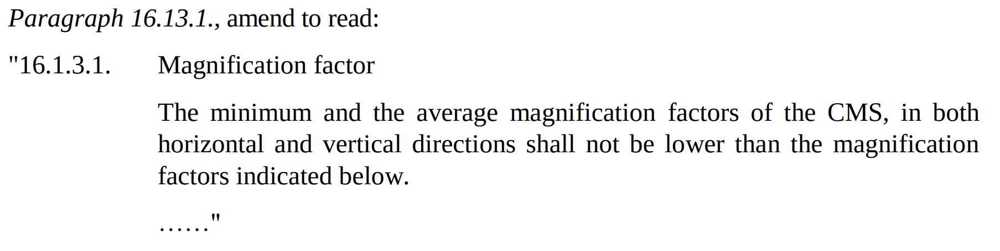 Paragraph 16.13.1., amend to read:
"16.1.3.1. Magnification factor
The minimum and the average magnification factors of the CMS, in both
horizontal and vertical directions shall not be lower than the magnification
factors indicated below.
……"